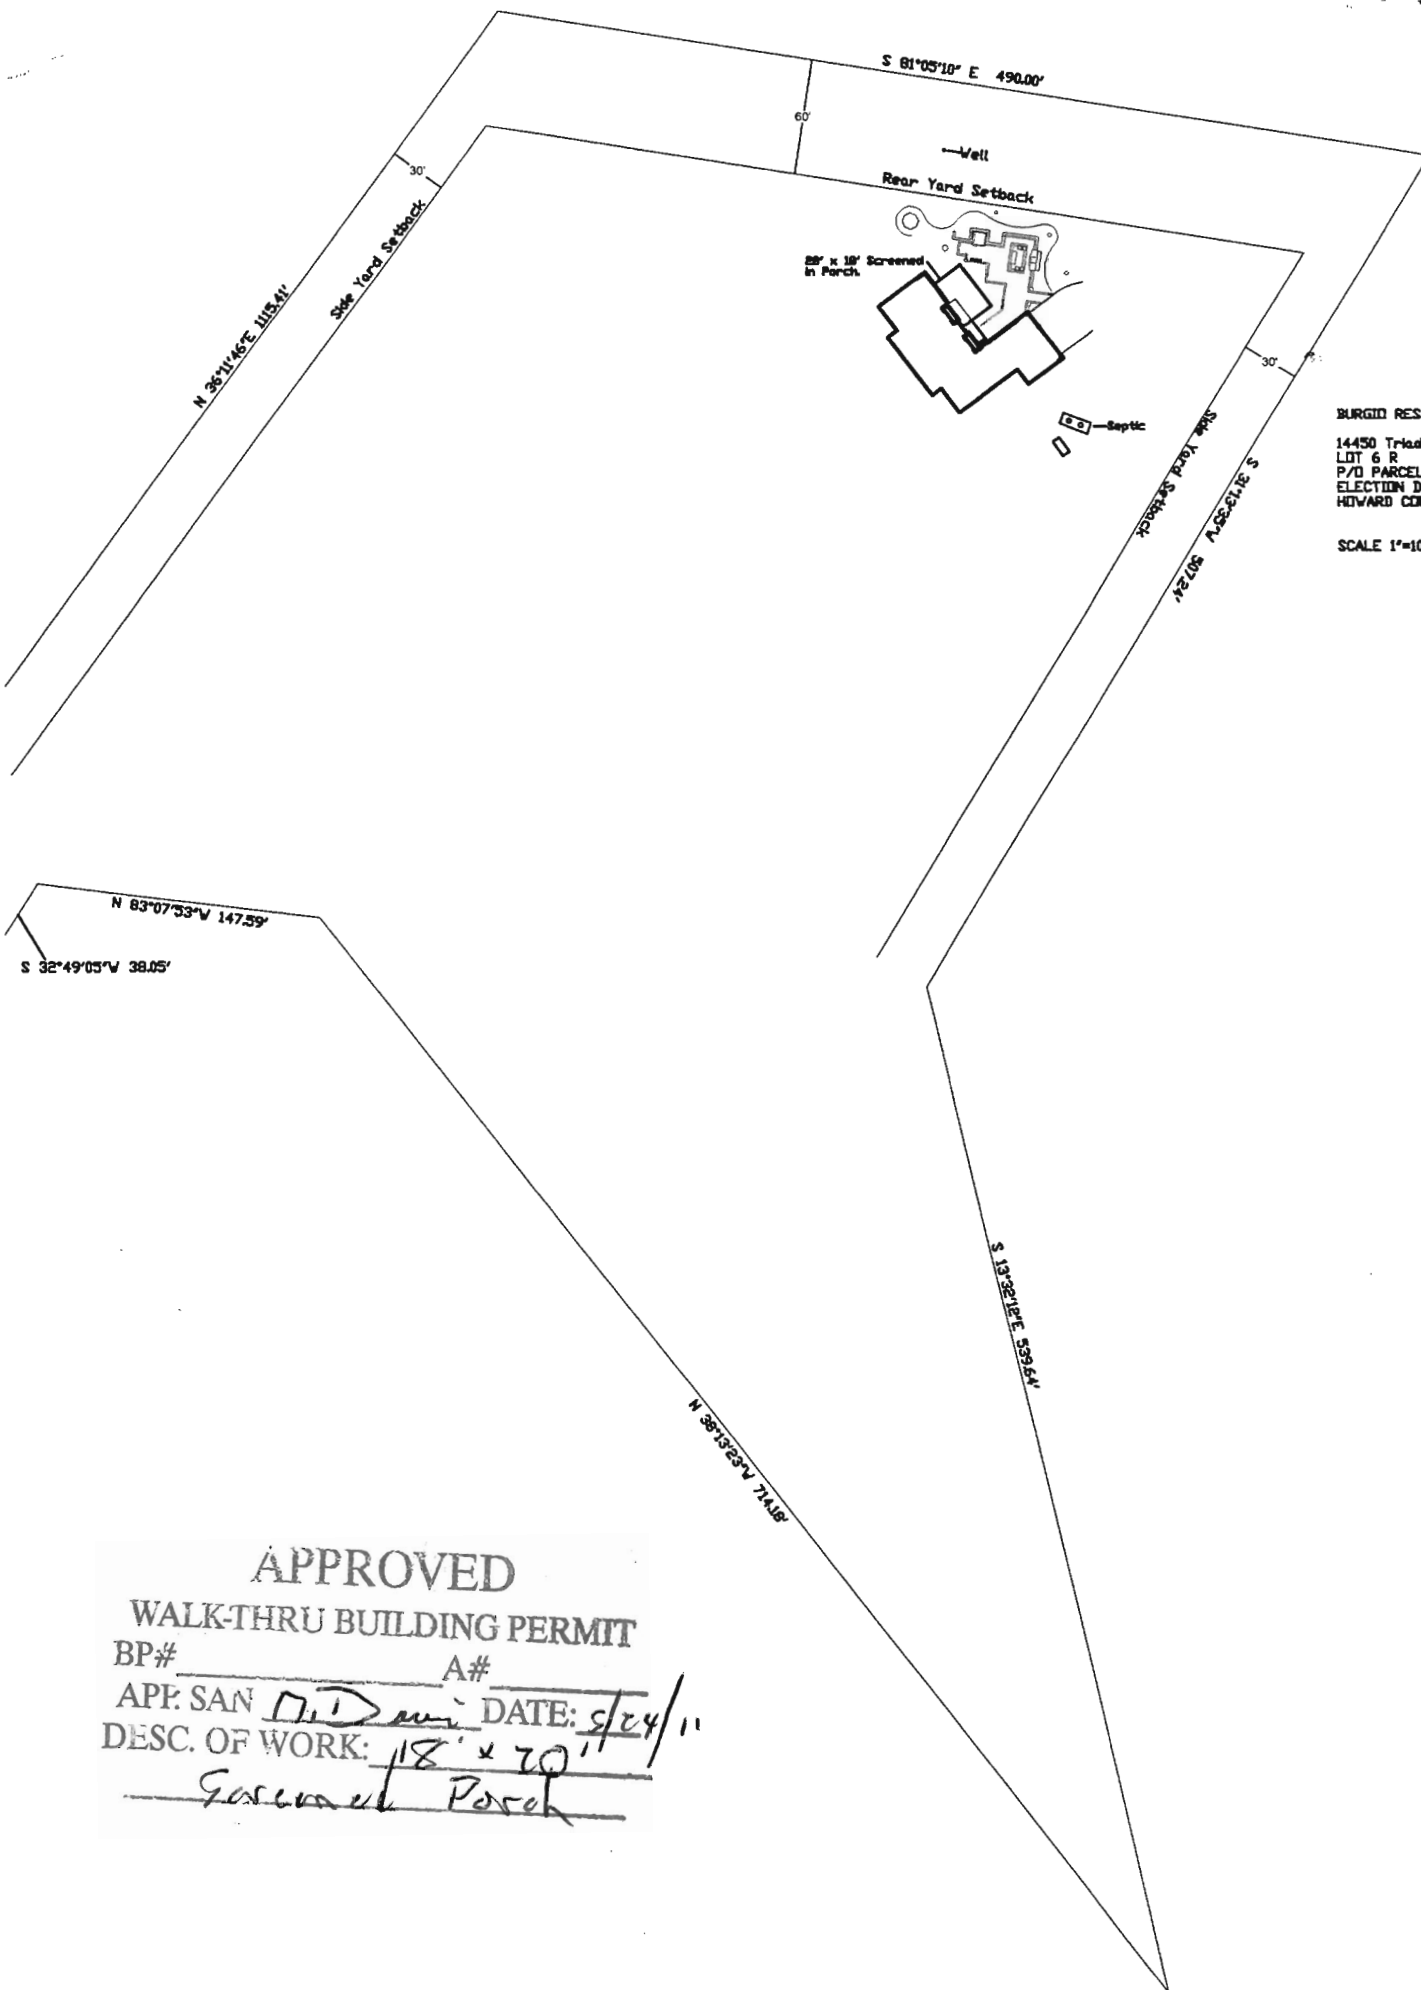 S 81°05'10" E 490.00'
60'
Well
Rear Yard Setback
30'
Side Yard Setback
28' x 18' Screened
in Porch.
N 36°11'46"E 1115.41'
30'
Septic
Side Yard Setback
S 31°13'35"W 507.24'
BURGIO RES
14450 Triad
LOT 6 R
P/O PARCEL
ELECTION D
HOWARD CO
SCALE 1"=10
N 83°07'53"W 147.59'
S 32°49'05"W 38.05'
S 13°32'12"E 539.64'
N 38°13'23"W 714.18'
APPROVED
WALK-THRU BUILDING PERMIT
BP# A#
APP. SAN DATE: 5/24/11
DESC. OF WORK: 18' x 20'
Screened Porch